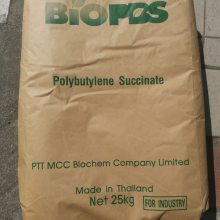 BIOPBS
Polybutylene Succinate
PTT MCC Biochem Company Limited
Made in Thailand
Net 25kg FOR INDUSTRY